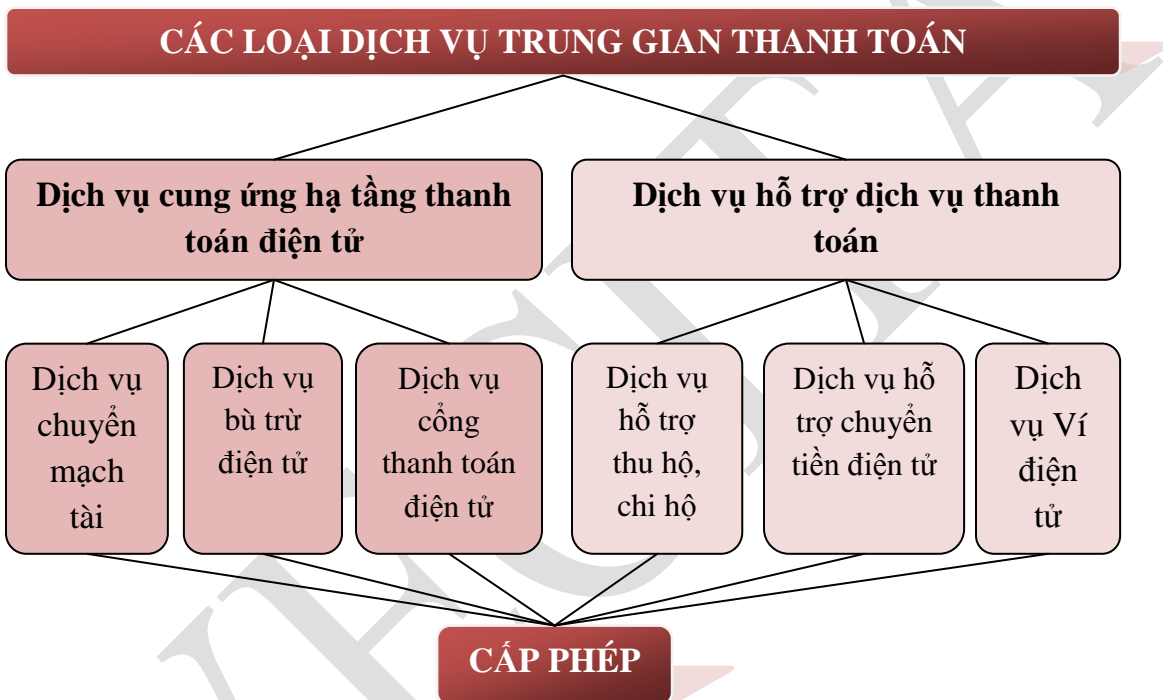 CÁC LOẠI DỊCH VỤ TRUNG GIAN THANH TOÁN
Dịch vụ cung ứng hạ tầng thanh
toán điện tử
Dịch vụ hỗ trợ dịch vụ thanh
toán
Dịch vụ
chuyển
mạch
tài
Dịch vụ
bù trừ
điện tử
Dịch vụ
cổng
thanh toán
điện tử
Dịch vụ
hỗ trợ
thu hộ,
chi hộ
Dịch vụ hỗ
trợ chuyển
tiền điện tử
Dịch
vụ Ví
điện
tử
CẤP PHÉP